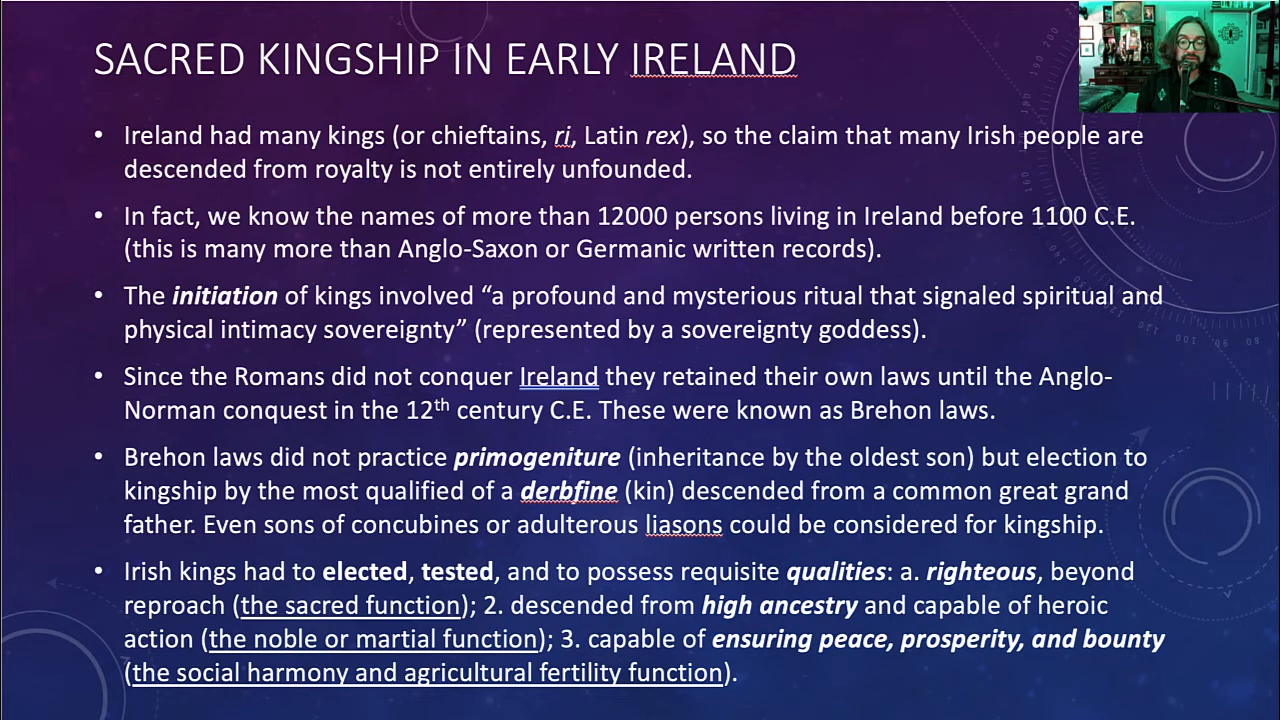 SACRED KINGSHIP IN EARLY IRELAND
• Ireland had many kings (or chieftains, ri, Latin rex), so the claim that many Irish people are
descended from royalty is not entirely unfounded.
• In fact, we know the names of more than 12000 persons living in Ireland before 1100 C.E.
(this is many more than Anglo-Saxon or Germanic written records).
• The initiation of kings involved “a profound and mysterious ritual that signaled spiritual and
physical intimacy sovereignty” (represented by a sovereignty goddess).
• Since the Romans did not conquer Ireland they retained their own laws until the Anglo-
Norman conquest in the 12th century C.E. These were known as Brehon laws.
• Brehon laws did not practice primogeniture (inheritance by the oldest son) but election to
kingship by the most qualified of a derbfine (kin) descended from a common great grand
father. Even sons of concubines or adulterous liasons could be considered for kingship.
• Irish kings had to elected, tested, and to possess requisite qualities: a. righteous, beyond
reproach (the sacred function); 2. descended from high ancestry and capable of heroic
action (the noble or martial function); 3. capable of ensuring peace, prosperity, and bounty
(the social harmony and agricultural fertility function).